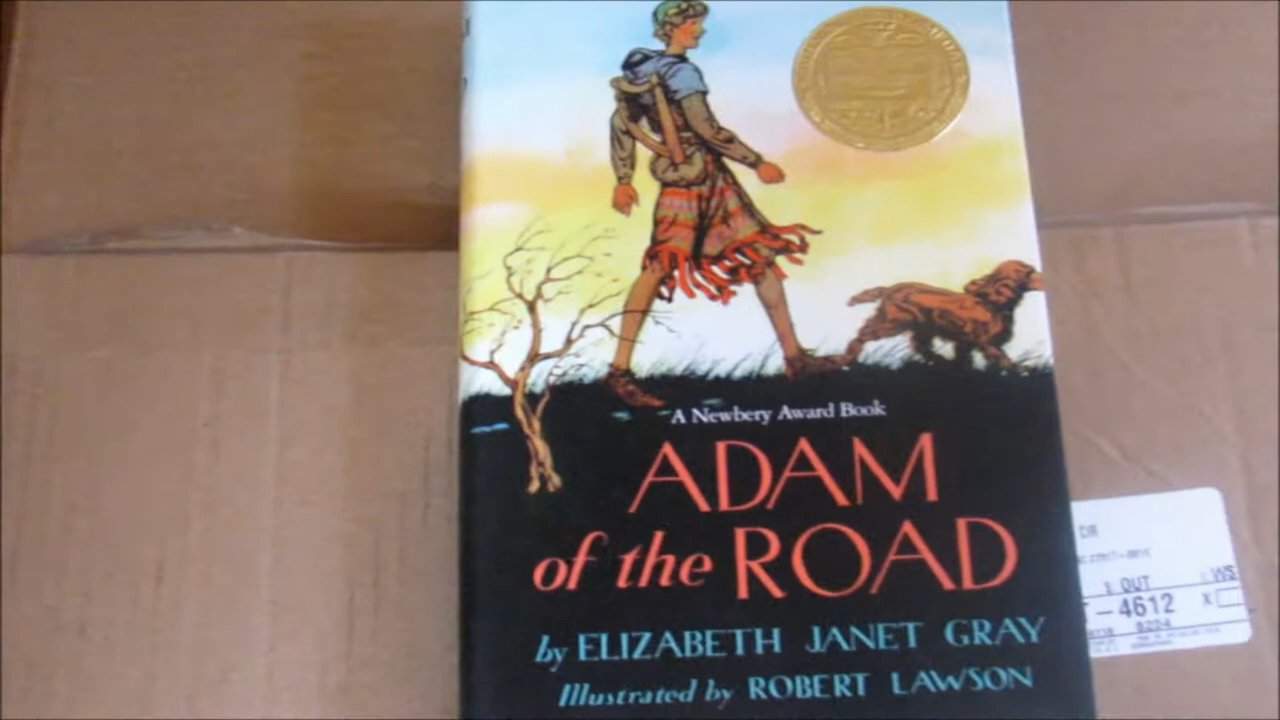 A Newbery Award Book
ADAM
of the ROAD
by ELIZABETH JANET GRAY
Illustrated by ROBERT LAWSON
OUT
WS
-4612
X